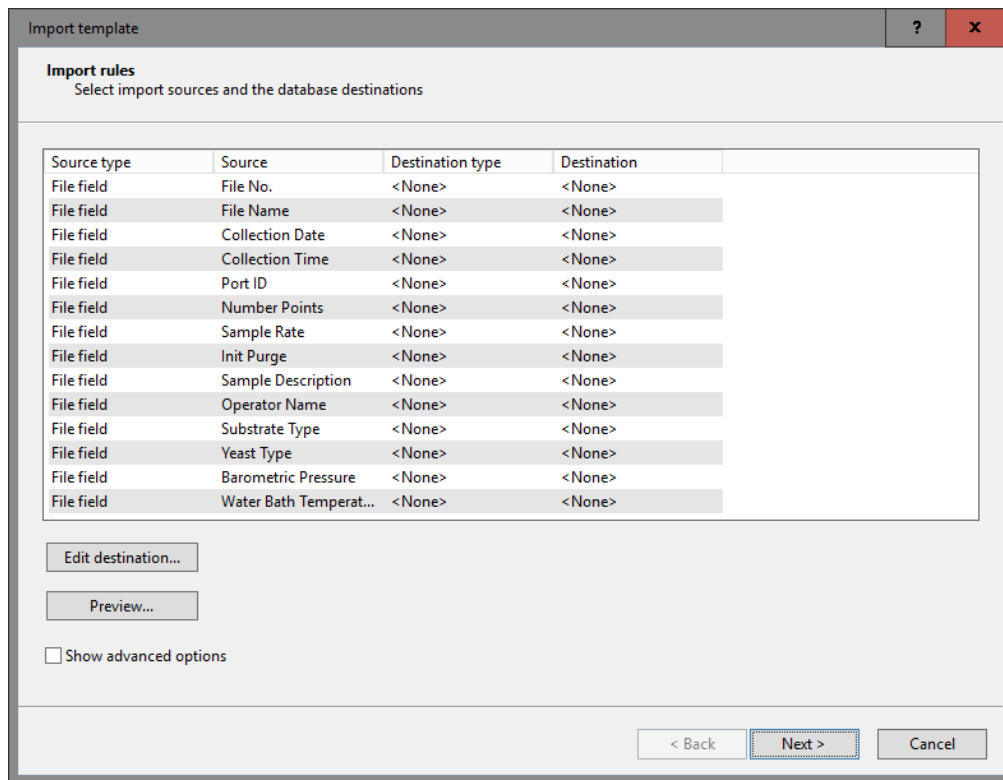 Import template ? x
Import rules
Select import sources and the database destinations
Source type Source Destination type Destination
File field File No. <None> <None>
File field File Name <None> <None>
File field Collection Date <None> <None>
File field Collection Time <None> <None>
File field Port ID <None> <None>
File field Number Points <None> <None>
File field Sample Rate <None> <None>
File field Init Purge <None> <None>
File field Sample Description <None> <None>
File field Operator Name <None> <None>
File field Substrate Type <None> <None>
File field Yeast Type <None> <None>
File field Barometric Pressure <None> <None>
File field Water Bath Temperat... <None> <None>
Edit destination...
Preview...
Show advanced options
< Back Next > Cancel